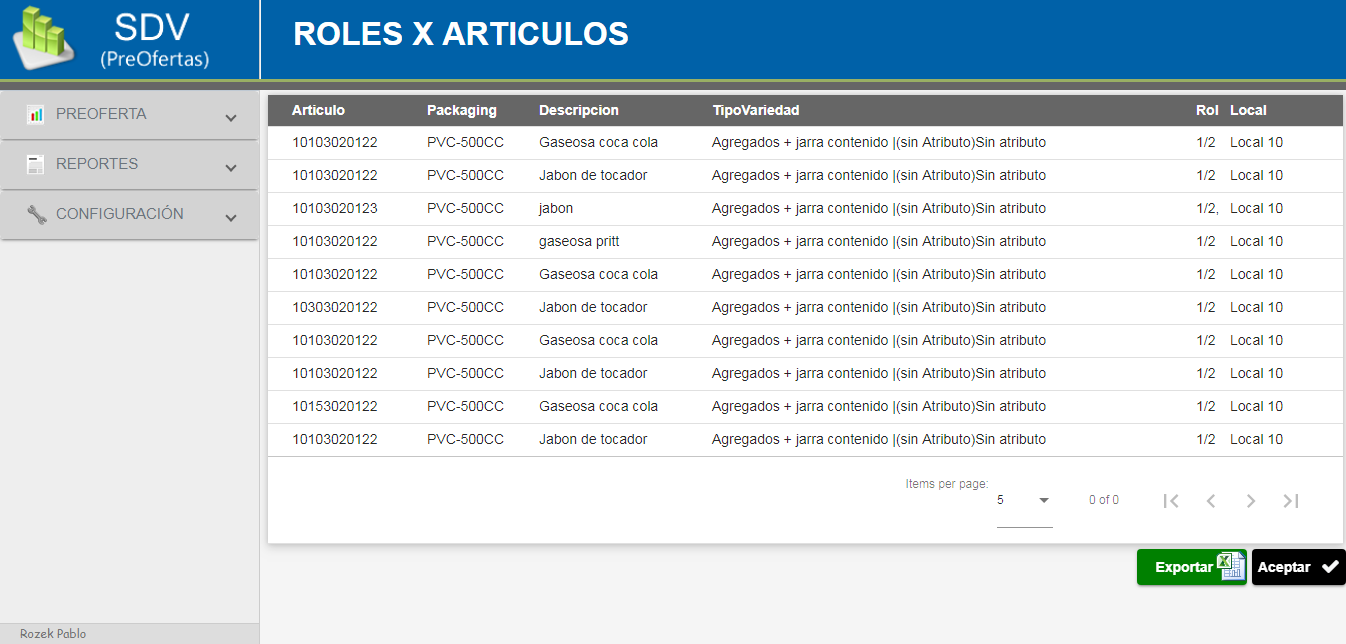 SDV
(PreOfertas)
ROLES X ARTICULOS
PREOFERTA
REPORTES
CONFIGURACIÓN
Articulo Packaging Descripcion TipoVariedad Rol Local
10103020122 PVC-500CC Gaseosa coca cola Agregados + jarra contenido |(sin Atributo)Sin atributo 1/2 Local 10
10103020122 PVC-500CC Jabon de tocador Agregados + jarra contenido |(sin Atributo)Sin atributo 1/2 Local 10
10103020123 PVC-500CC jabon Agregados + jarra contenido |(sin Atributo)Sin atributo 1/2, Local 10
10103020122 PVC-500CC gaseosa pritt Agregados + jarra contenido |(sin Atributo)Sin atributo 1/2 Local 10
10103020122 PVC-500CC Gaseosa coca cola Agregados + jarra contenido |(sin Atributo)Sin atributo 1/2 Local 10
10303020122 PVC-500CC Jabon de tocador Agregados + jarra contenido |(sin Atributo)Sin atributo 1/2 Local 10
10103020122 PVC-500CC Gaseosa coca cola Agregados + jarra contenido |(sin Atributo)Sin atributo 1/2 Local 10
10103020122 PVC-500CC Jabon de tocador Agregados + jarra contenido |(sin Atributo)Sin atributo 1/2 Local 10
10153020122 PVC-500CC Gaseosa coca cola Agregados + jarra contenido |(sin Atributo)Sin atributo 1/2 Local 10
10103020122 PVC-500CC Jabon de tocador Agregados + jarra contenido |(sin Atributo)Sin atributo 1/2 Local 10
Items per page: 5 0 of 0
Exportar Aceptar
Rozek Pablo